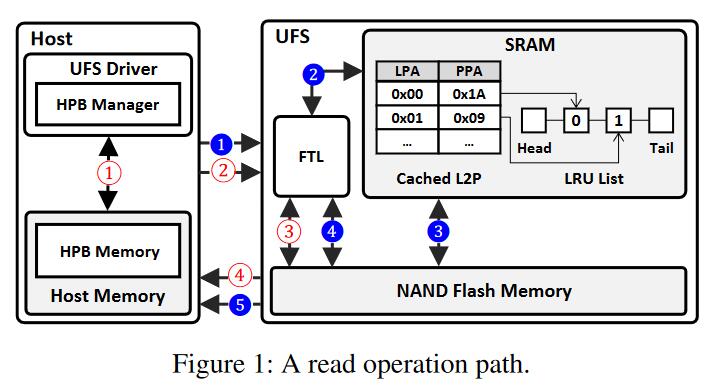 Host
UFS Driver
HPB Manager
1
HPB Memory
Host Memory
1
2
4
5
UFS
2
FTL
3
4
3
SRAM
LPA PPA
0x00 0x1A
0x01 0x09
... ...
Cached L2P
0 1
Head Tail
LRU List
NAND Flash Memory
Figure 1: A read operation path.